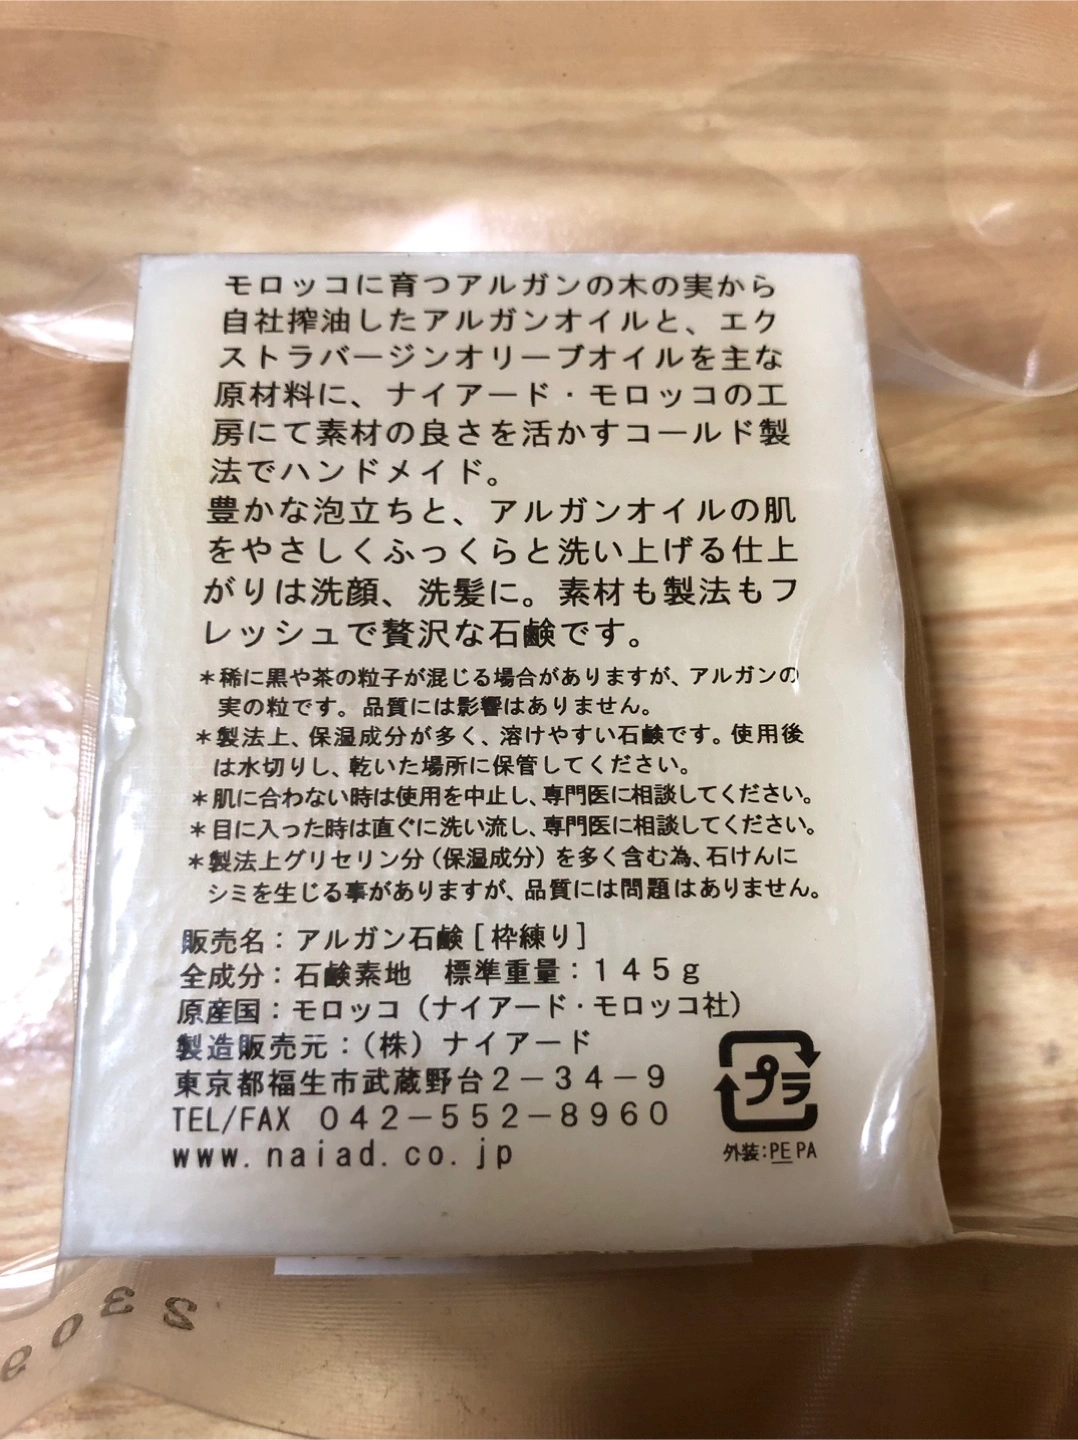 モロッコに育つアルガンの木の実から
自社搾油したアルガンオイルと、エク
ストラバージンオリーブオイルを主な
原材料に、ナイアード・モロッコの工
房にて素材の良さを活かすコールド製
法でハンドメイド。
豊かな泡立ちと、アルガンオイルの肌
をやさしくふっくらと洗い上げる仕上
がりは洗顔、洗髪に。素材も製法もフ
レッシュで贅沢な石鹸です。
＊稀に黒や茶の粒子が混じる場合がありますが、アルガンの
実の粒です。品質には影響はありません。
＊製法上、保湿成分が多く、溶けやすい石鹸です。使用後
は水切りし、乾いた場所に保管してください。
＊肌に合わない時は使用を中止し、専門医に相談してください。
＊目に入った時は直ぐに洗い流し、専門医に相談してください。
＊製法上グリセリン分（保湿成分）を多く含む為、石けんに
シミを生じる事がありますが、品質には問題はありません。
販売名：アルガン石鹸［枠練り］
全成分：石鹸素地　標準重量：１４５ｇ
原産国：モロッコ（ナイアード・モロッコ社）
製造販売元：（株）ナイアード
東京都福生市武蔵野台２－３４－９
TEL/FAX ０４２－５５２－８９６０
www.naiad.co.jp
プラ
外装：PE PA
2309